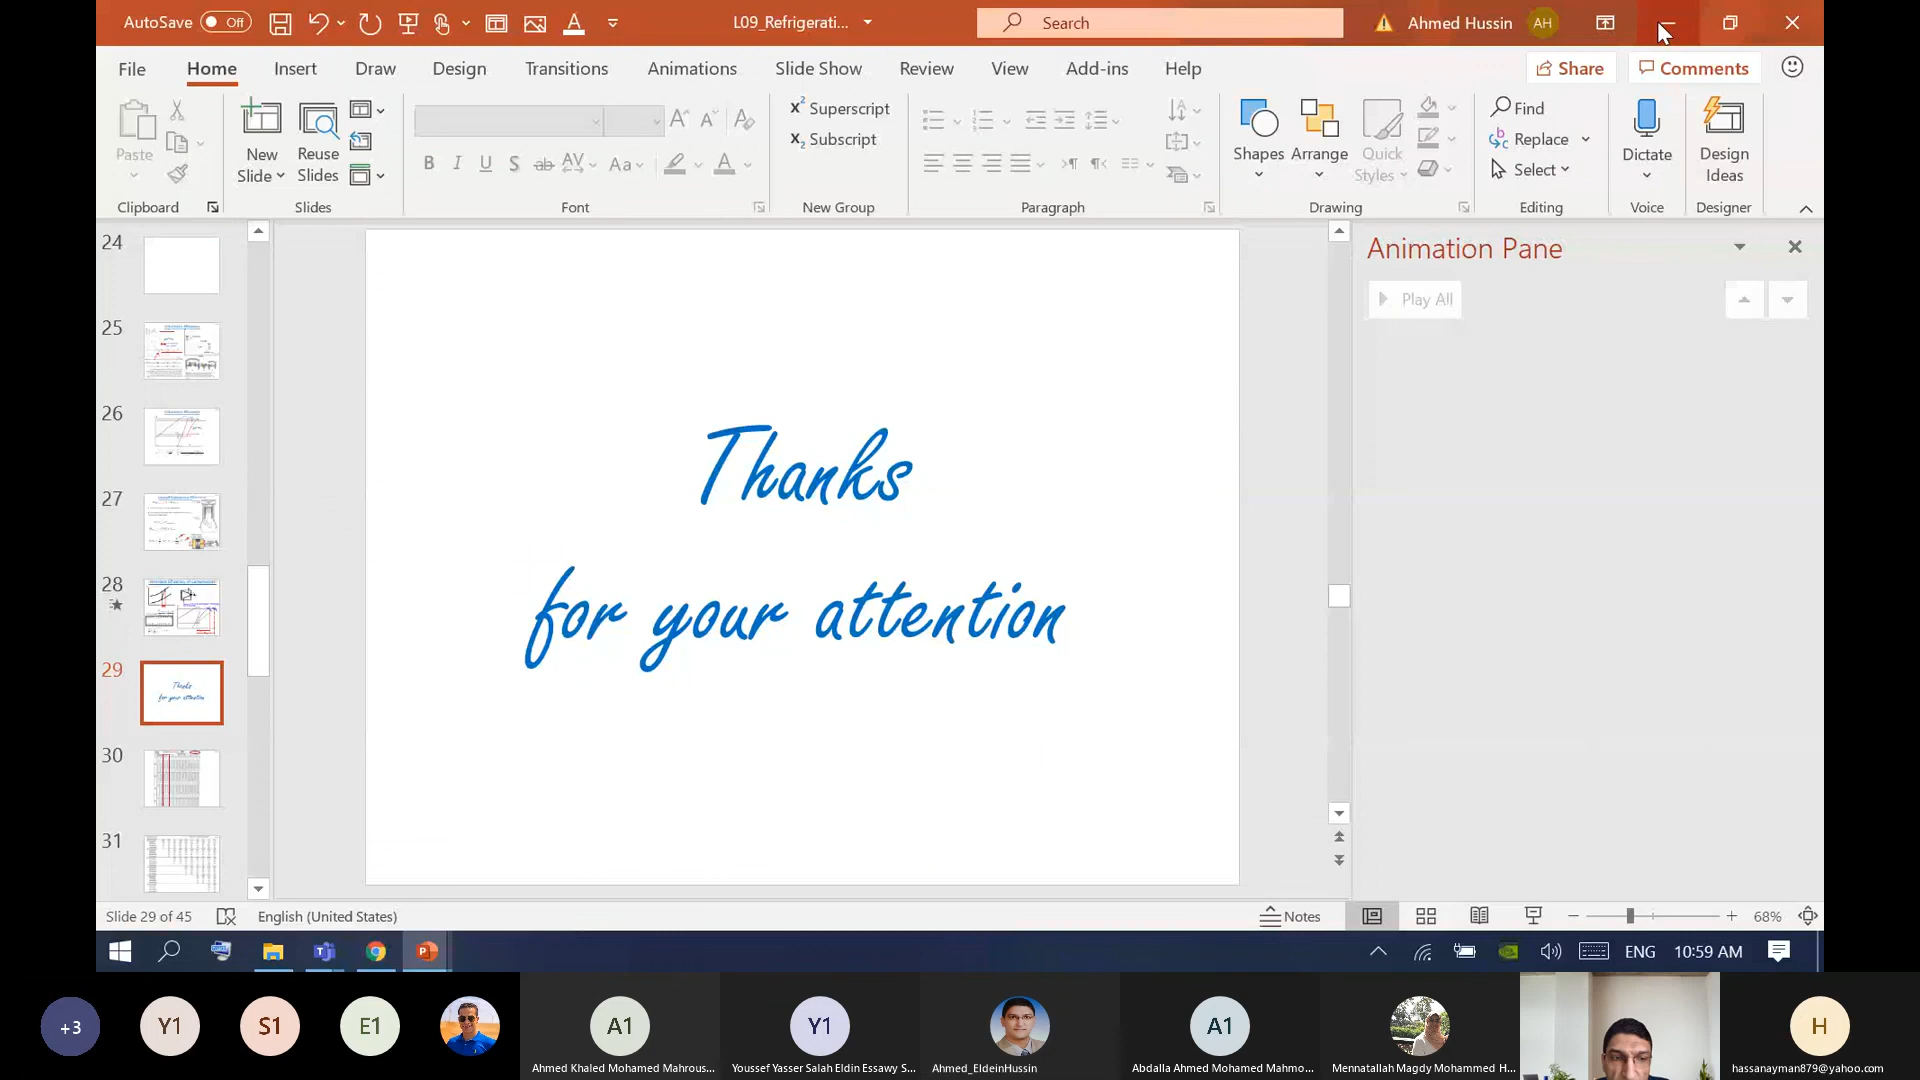 AutoSave Off L09_Refrigerati... Search Ahmed Hussin AH
File Home Insert Draw Design Transitions Animations Slide Show Review View Add-ins Help Share Comments
Paste
New Slide
Reuse Slides
Superscript
Subscript
Shapes
Arrange
Quick Styles
Find
Replace
Select
Dictate
Design Ideas
Clipboard Slides Font New Group Paragraph Drawing Editing Voice Designer
24
25
26
27
28
29
30
31
Thanks
for your attention
Animation Pane
Play All
Slide 29 of 45 English (United States) Notes 68%
ENG 10:59 AM
+3 Y1 S1 E1 A1 Y1 A1 H
Ahmed Khaled Mohamed Mahrous... Youssef Yasser Salah Eldin Essawy S... Ahmed_EldeinHussin Abdalla Ahmed Mohamed Mahmo... Mennatallah Magdy Mohammed H... hassanayman879@yahoo.com